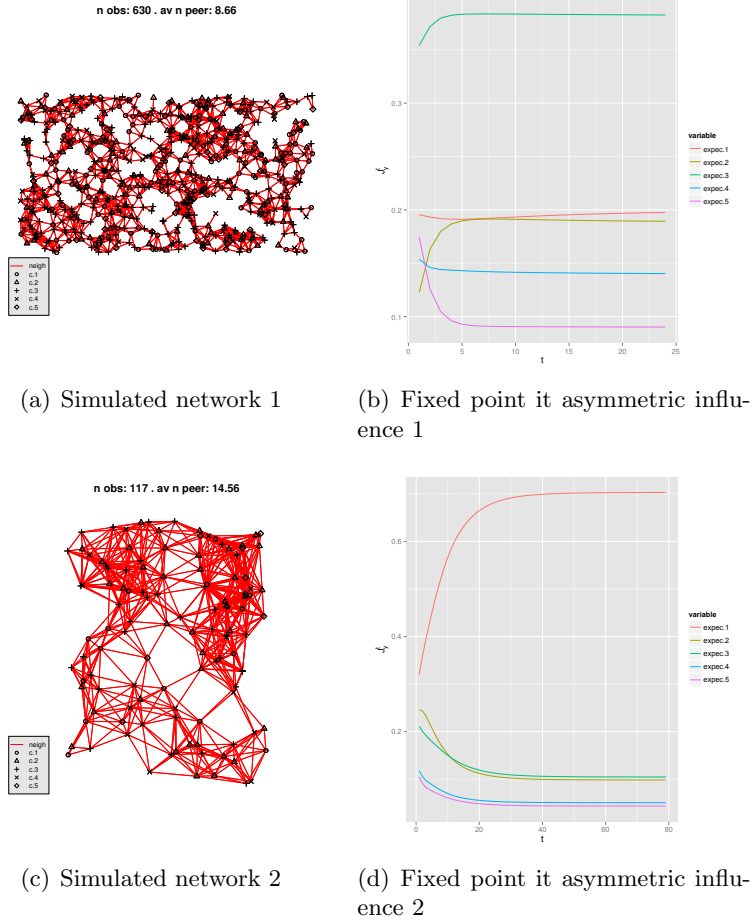 n obs: 630 . av n peer: 8.66
neigh
c.1
c.2
c.3
c.4
c.5
0.3
0.2
0.1
0
5
10
15
20
25
t
variable
expec.1
expec.2
expec.3
expec.4
expec.5
(a) Simulated network 1
(b) Fixed point it asymmetric influ-
ence 1
n obs: 117 . av n peer: 14.56
neigh
c.1
c.2
c.3
c.4
c.5
0.6
0.4
0.2
0
20
40
60
80
t
variable
expec.1
expec.2
expec.3
expec.4
expec.5
(c) Simulated network 2
(d) Fixed point it asymmetric influ-
ence 2